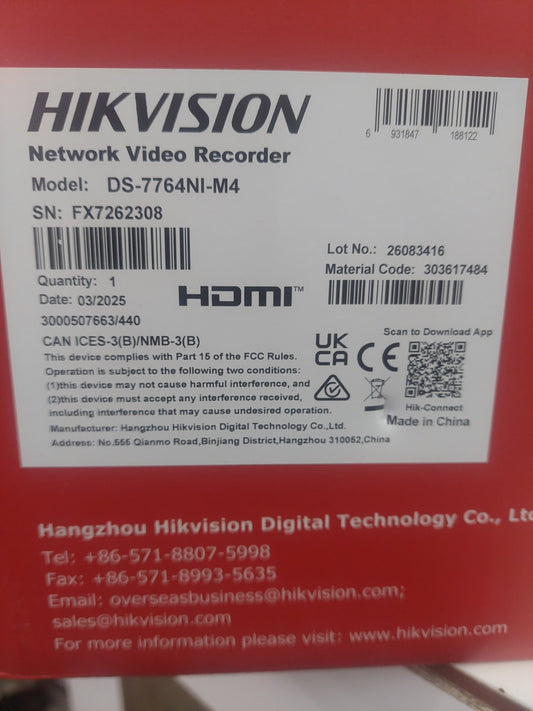 HIKVISION
Network Video Recorder
Model: DS-7764NI-M4
SN: FX7262308
6 931847 188122
Lot No.: 26083416
Material Code: 303617484
Quantity: 1
Date: 03/2025
HDMI™
3000507663/440
CAN ICES-3(B)/NMB-3(B)
This device complies with Part 15 of the FCC Rules.
Operation is subject to the following two conditions:
(1)this device may not cause harmful interference, and
(2)this device must accept any interference received,
including interference that may cause undesired operation.
Manufacturer: Hangzhou Hikvision Digital Technology Co.,Ltd.
Address: No.555 Qianmo Road,Binjiang District,Hangzhou 310052,China
UK
CA
CE
Scan to Download App
Hik-Connect
Made in China
Hangzhou Hikvision Digital Technology Co., Ltd
Tel: +86-571-8807-5998
Fax: +86-571-8993-5635
Email: overseasbusiness@hikvision.com;
sales@hikvision.com
For more information please visit: www.hikvision.com